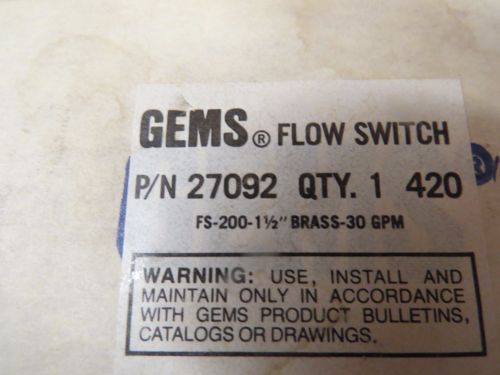 GEMS® FLOW SWITCH
P/N 27092 QTY. 1 420
FS-200-1½" BRASS-30 GPM
WARNING: USE, INSTALL AND
MAINTAIN ONLY IN ACCORDANCE
WITH GEMS PRODUCT BULLETINS,
CATALOGS OR DRAWINGS.